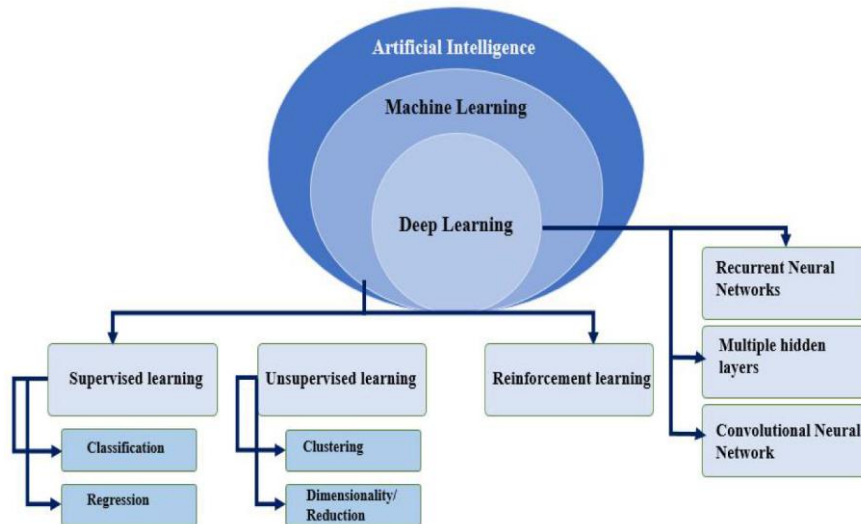 Artificial Intelligence
Machine Learning
Deep Learning
Recurrent Neural
Networks
Multiple hidden
layers
Convolutional Neural
Network
Supervised learning
Unsupervised learning
Reinforcement learning
Classification
Regression
Clustering
Dimensionality/
Reduction